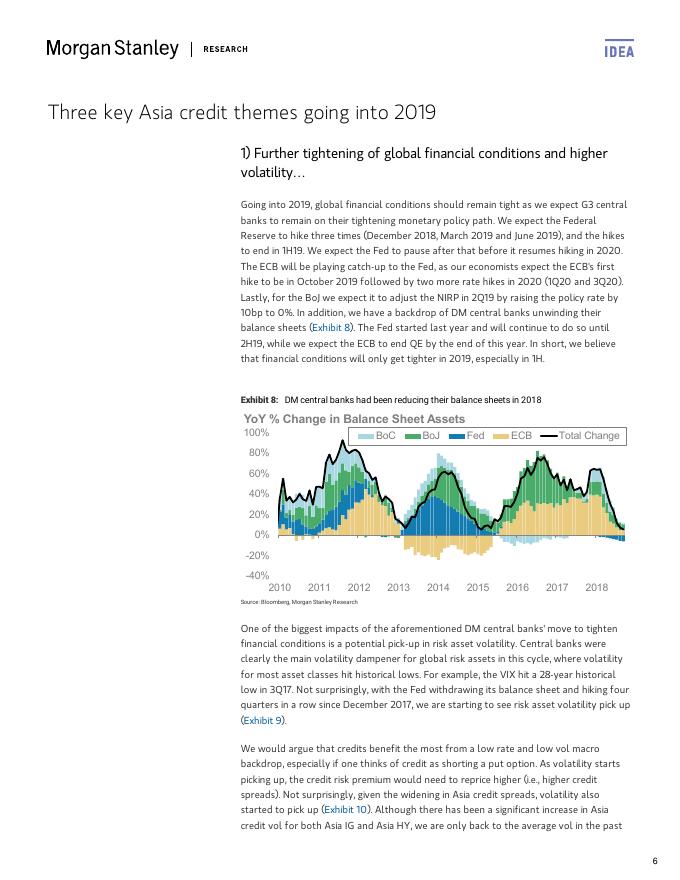 Morgan Stanley | RESEARCH
IDEA
Three key Asia credit themes going into 2019
1) Further tightening of global financial conditions and higher
volatility…
Going into 2019, global financial conditions should remain tight as we expect G3 central
banks to remain on their tightening monetary policy path. We expect the Federal
Reserve to hike three times (December 2018, March 2019 and June 2019), and the hikes
to end in 1H19. We expect the Fed to pause after that before it resumes hiking in 2020.
The ECB will be playing catch-up to the Fed, as our economists expect the ECB's first
hike to be in October 2019 followed by two more rate hikes in 2020 (1Q20 and 3Q20).
Lastly, for the BoJ we expect it to adjust the NIRP in 2Q19 by raising the policy rate by
10bp to 0%. In addition, we have a backdrop of DM central banks unwinding their
balance sheets (Exhibit 8). The Fed started last year and will continue to do so until
2H19, while we expect the ECB to end QE by the end of this year. In short, we believe
that financial conditions will only get tighter in 2019, especially in 1H.
Exhibit 8: DM central banks had been reducing their balance sheets in 2018
YoY % Change in Balance Sheet Assets
BoC BoJ Fed ECB Total Change
100%
80%
60%
40%
20%
0%
-20%
-40%
2010 2011 2012 2013 2014 2015 2016 2017 2018
Source: Bloomberg, Morgan Stanley Research
One of the biggest impacts of the aforementioned DM central banks' move to tighten
financial conditions is a potential pick-up in risk asset volatility. Central banks were
clearly the main volatility dampener for global risk assets in this cycle, where volatility
for most asset classes hit historical lows. For example, the VIX hit a 28-year historical
low in 3Q17. Not surprisingly, with the Fed withdrawing its balance sheet and hiking four
quarters in a row since December 2017, we are starting to see risk asset volatility pick up
(Exhibit 9).
We would argue that credits benefit the most from a low rate and low vol macro
backdrop, especially if one thinks of credit as shorting a put option. As volatility starts
picking up, the credit risk premium would need to reprice higher (i.e., higher credit
spreads). Not surprisingly, given the widening in Asia credit spreads, volatility also
started to pick up (Exhibit 10). Although there has been a significant increase in Asia
credit vol for both Asia IG and Asia HY, we are only back to the average vol in the past
6